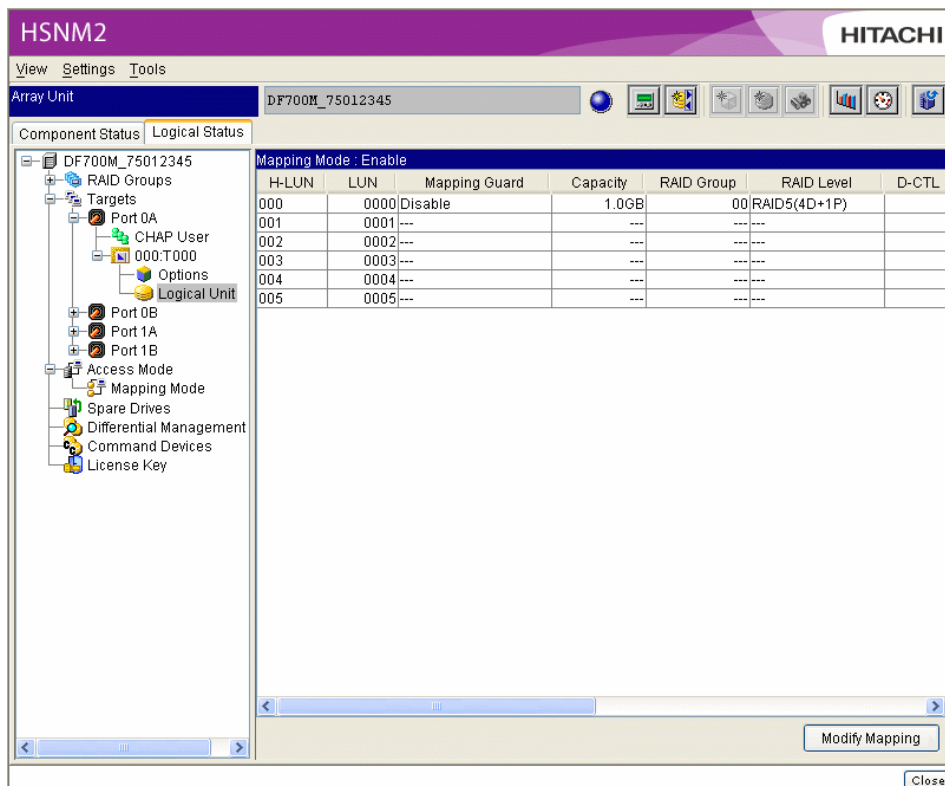 HSNM2
HITACHI
View Settings Tools
Array Unit
DF700M_75012345
Component Status Logical Status
DF700M_75012345
RAID Groups
Targets
Port 0A
CHAP User
000:T000
Options
Logical Unit
Port 0B
Port 1A
Port 1B
Access Mode
Mapping Mode
Spare Drives
Differential Management
Command Devices
License Key
Mapping Mode : Enable
H-LUN LUN Mapping Guard Capacity RAID Group RAID Level D-CTL
000 0000 Disable 1.0GB 00 RAID5(4D+1P)
001 0001 --- --- --- ---
002 0002 --- --- --- ---
003 0003 --- --- --- ---
004 0004 --- --- --- ---
005 0005 --- --- --- ---
Modify Mapping
Close